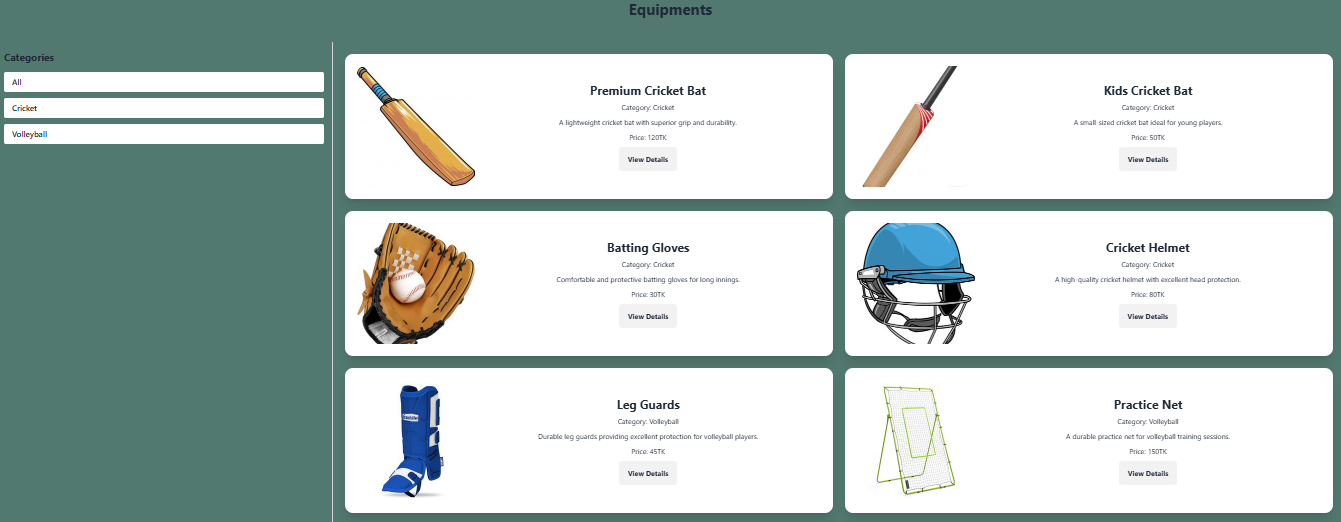 Equipments
Categories
All
Cricket
Volleyball
Premium Cricket Bat
Category: Cricket
A lightweight cricket bat with superior grip and durability.
Price: 120TK
View Details
Kids Cricket Bat
Category: Cricket
A small-sized cricket bat ideal for young players.
Price: 50TK
View Details
Batting Gloves
Category: Cricket
Comfortable and protective batting gloves for long innings.
Price: 30TK
View Details
Cricket Helmet
Category: Cricket
A high-quality cricket helmet with excellent head protection.
Price: 80TK
View Details
Leg Guards
Category: Volleyball
Durable leg guards providing excellent protection for volleyball players.
Price: 45TK
View Details
Practice Net
Category: Volleyball
A durable practice net for volleyball training sessions.
Price: 150TK
View Details